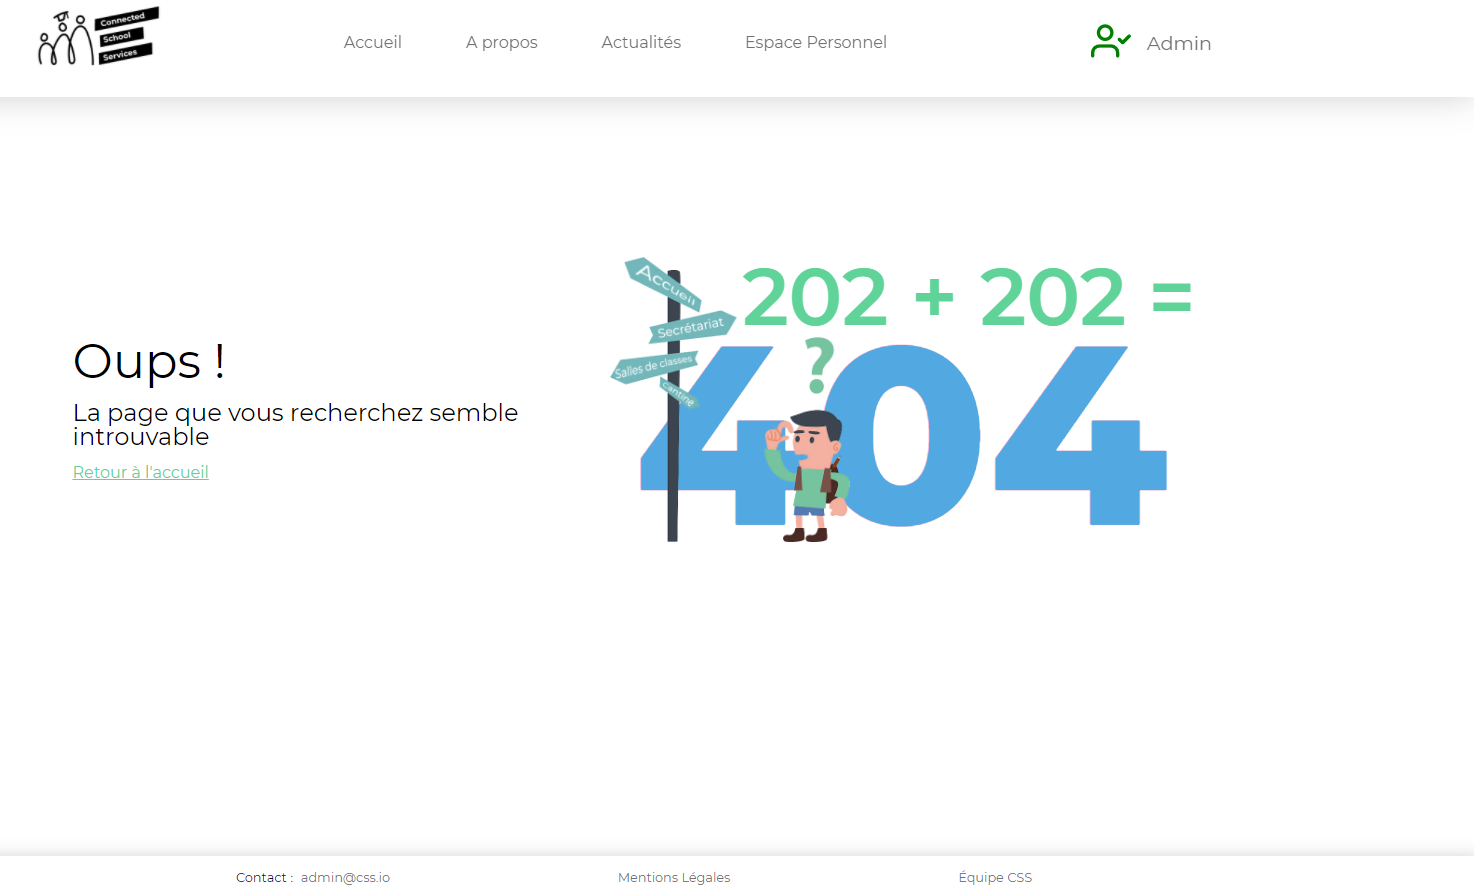 Connected
School
Services
Accueil
A propos
Actualités
Espace Personnel
Admin
Oups !
La page que vous recherchez semble
introuvable
Retour à l'accueil
Accueil
Secrétariat
Salles de classes
Cantine
202 + 202 =
?
404
Contact : admin@css.io
Mentions Légales
Équipe CSS